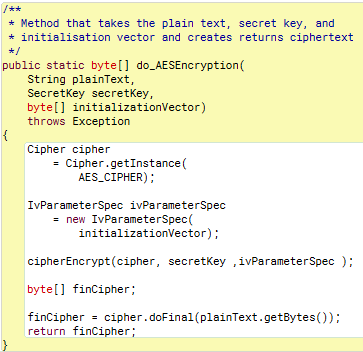 /**
* Method that takes the plain text, secret key, and
* initialisation vector and creates returns ciphertext
*/
public static byte[] do_AESEncryption(
String plainText,
SecretKey secretKey,
byte[] initializationVector)
throws Exception
{
Cipher cipher
= Cipher.getInstance(
AES_CIPHER);
IvParameterSpec ivParameterSpec
= new IvParameterSpec(
initializationVector);
cipherEncrypt(cipher, secretKey ,ivParameterSpec );
byte[] finCipher;
finCipher = cipher.doFinal(plainText.getBytes());
return finCipher;
}